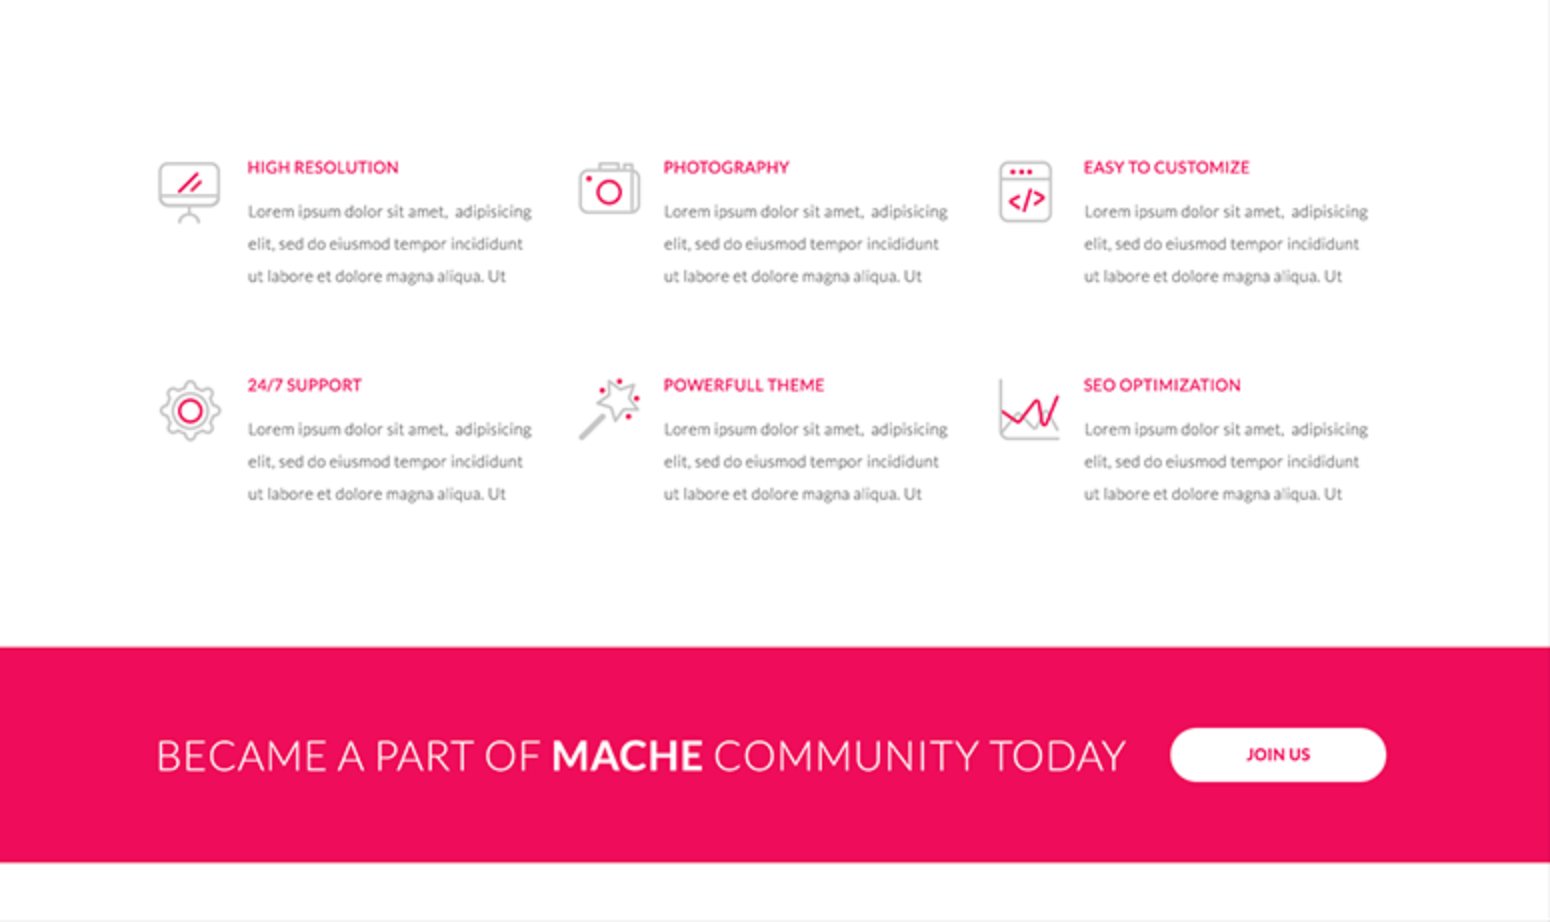 HIGH RESOLUTION
Lorem ipsum dolor sit amet, adipisicing
elit, sed do eiusmod tempor incididunt
ut labore et dolore magna aliqua. Ut
PHOTOGRAPHY
Lorem ipsum dolor sit amet, adipisicing
elit, sed do eiusmod tempor incididunt
ut labore et dolore magna aliqua. Ut
EASY TO CUSTOMIZE
</>
Lorem ipsum dolor sit amet, adipisicing
elit, sed do eiusmod tempor incididunt
ut labore et dolore magna aliqua. Ut
24/7 SUPPORT
Lorem ipsum dolor sit amet, adipisicing
elit, sed do eiusmod tempor incididunt
ut labore et dolore magna aliqua. Ut
POWERFULL THEME
Lorem ipsum dolor sit amet, adipisicing
elit, sed do eiusmod tempor incididunt
ut labore et dolore magna aliqua. Ut
SEO OPTIMIZATION
Lorem ipsum dolor sit amet, adipisicing
elit, sed do eiusmod tempor incididunt
ut labore et dolore magna aliqua. Ut
BECAME A PART OF MACHE COMMUNITY TODAY
JOIN US